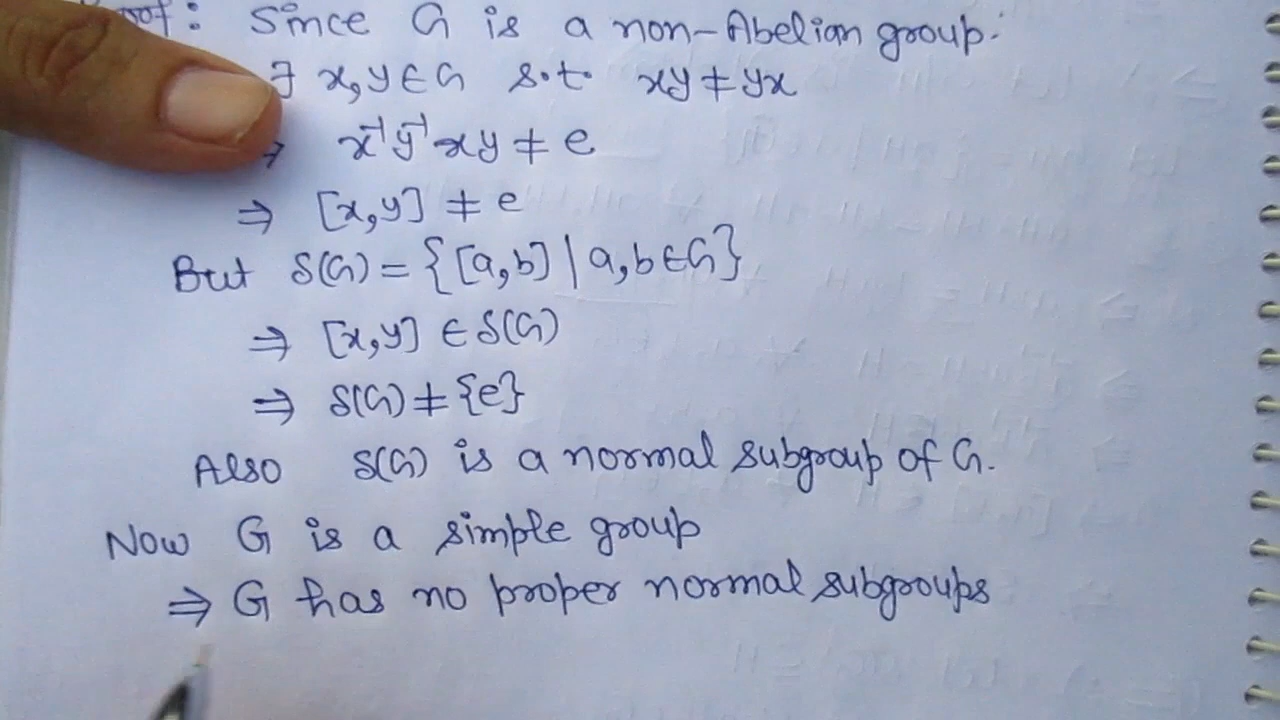 oof: Since G is a non-Abelian group.
∃ x,y∈G s.t. xy≠yx
⇒ x⁻¹y⁻¹xy≠e
⇒ [x,y] ≠ e
But S(G)={[a,b]|a,b∈G}
⇒ [x,y] ∈ S(G)
⇒ S(G)≠{e}
Also S(G) is a normal subgroup of G.
Now G is a simple group
⇒ G has no proper normal subgroups